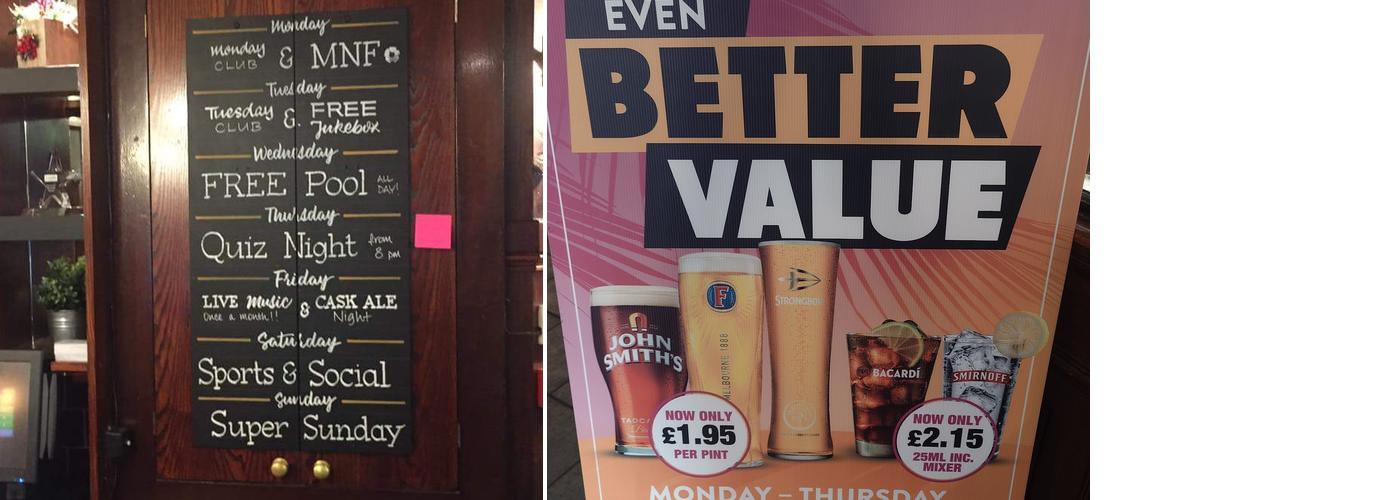 Monday
Monday & MNF
CLUB
Tuesday
Tuesday & FREE
CLUB Jukebox
Wednesday
FREE Pool ALL
DAY!
Thursday
Quiz Night from
8 pm
Friday
LIVE Music & CASK ALE
Once a month!! Night
Saturday
Sports & Social
Sunday
Super Sunday
EVEN
BETTER
VALUE
JOHN
SMITH'S
TADCA
F
MELBOURNE 1888
STRONGBOW
BACARDÍ
SMIRNOFF
NOW ONLY
£1.95
PER PINT
NOW ONLY
£2.15
25ML INC.
MIXER
MONDAY – THURSDAY